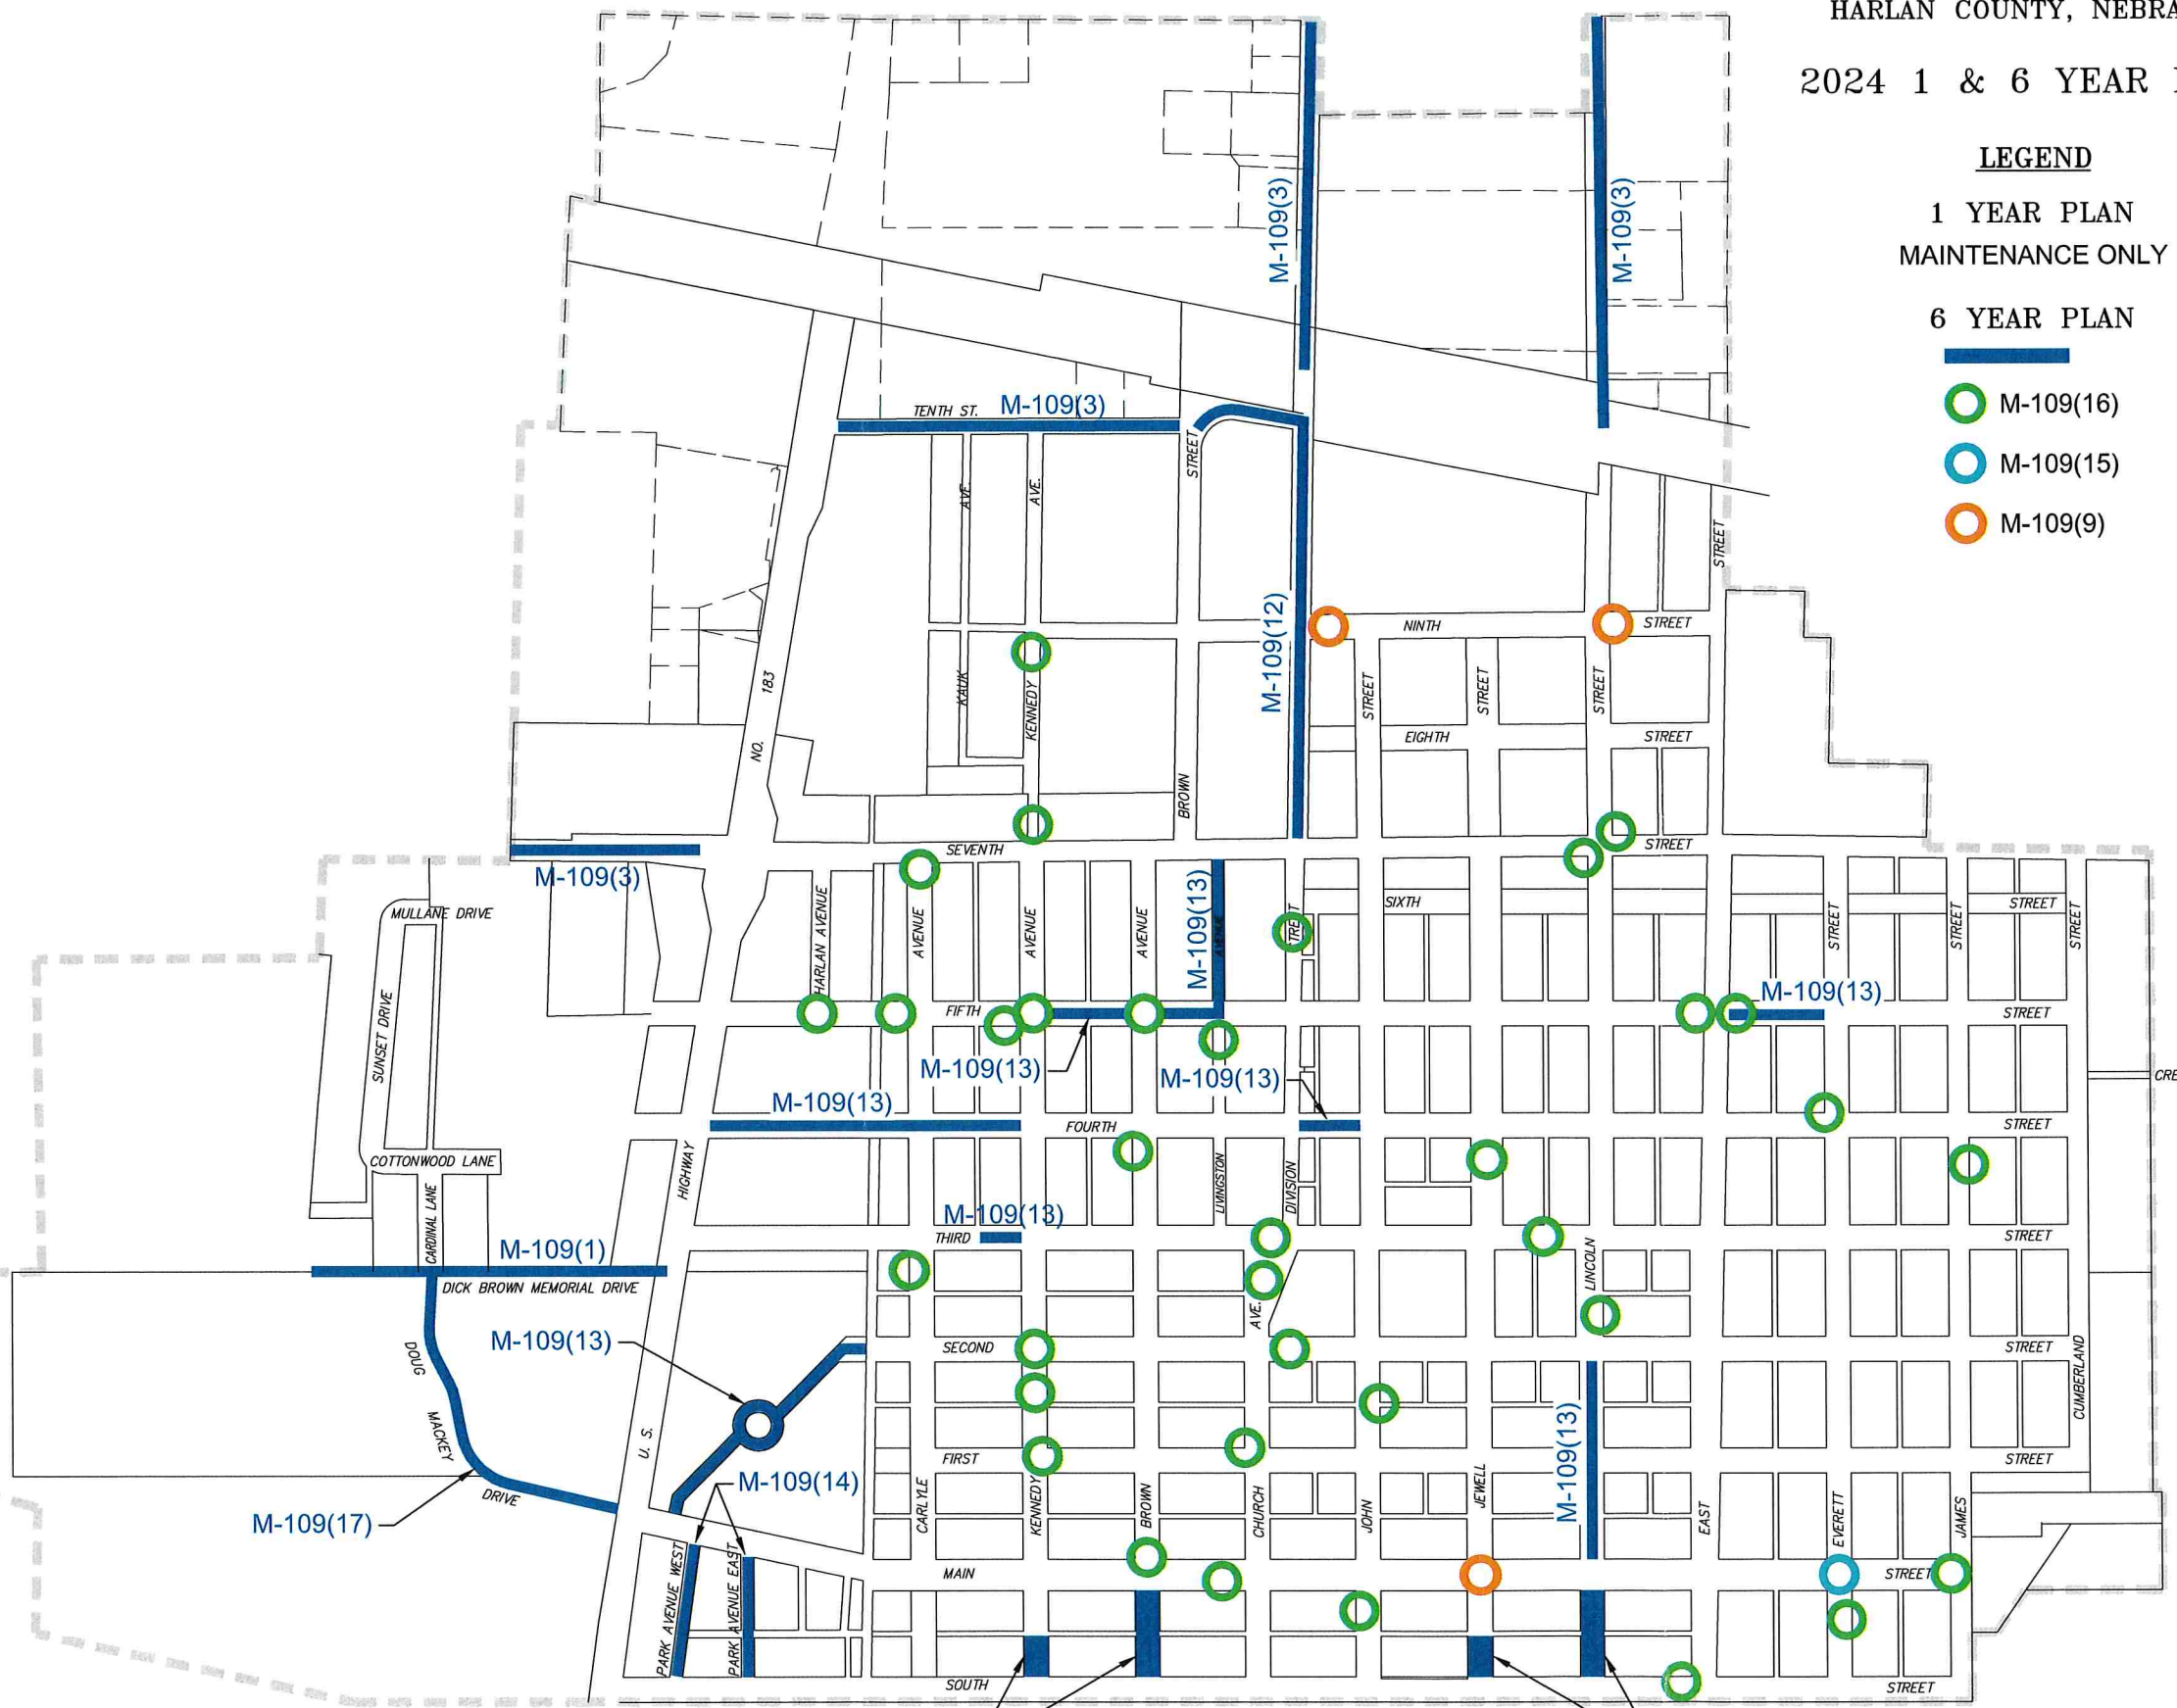 HARLAN COUNTY, NEBRA
2024 1 & 6 YEAR
LEGEND
1 YEAR PLAN
MAINTENANCE ONLY
6 YEAR PLAN
M-109(16)
M-109(15)
M-109(9)
M-109(3)
M-109(3)
TENTH ST.
M-109(3)
STREET
AVE.
AVE.
STREET
M-109(12)
NINTH
STREET
KAUK
KENNEDY
NO. 183
STREET
STREET
STREET
EIGHTH
STREET
BROWN
SEVENTH
STREET
M-109(3)
MULLANE DRIVE
HARLAN AVENUE
AVENUE
AVENUE
AVENUE
M-109(13)
AVENUE
STREET
SIXTH
STREET
STREET
STREET
STREET
SUNSET DRIVE
FIFTH
M-109(13)
STREET
M-109(13)
M-109(13)
CRE
M-109(13)
FOURTH
STREET
COTTONWOOD LANE
CARDINAL LANE
HIGHWAY
LIVINGSTON
DIVISION
M-109(13)
THIRD
STREET
M-109(1)
DICK BROWN MEMORIAL DRIVE
AVE.
LINCOLN
M-109(13)
DOUG
MACKEY
DRIVE
SECOND
STREET
CUMBERLAND
U. S.
M-109(13)
FIRST
STREET
M-109(14)
M-109(17)
CARLYLE
KENNEDY
BROWN
CHURCH
JOHN
JEWELL
EAST
EVERETT
JAMES
PARK AVENUE WEST
PARK AVENUE EAST
MAIN
STREET
SOUTH
STREET